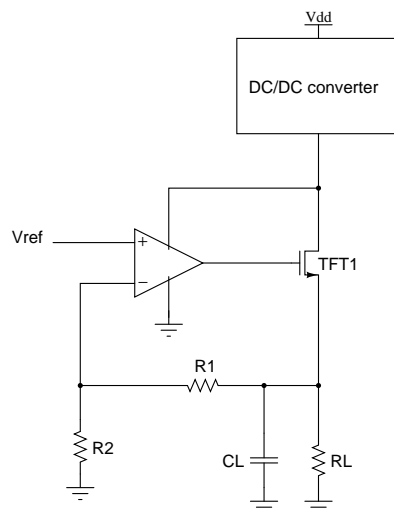 Vdd
DC/DC converter
Vref
+
−
TFT1
R1
R2
CL
RL